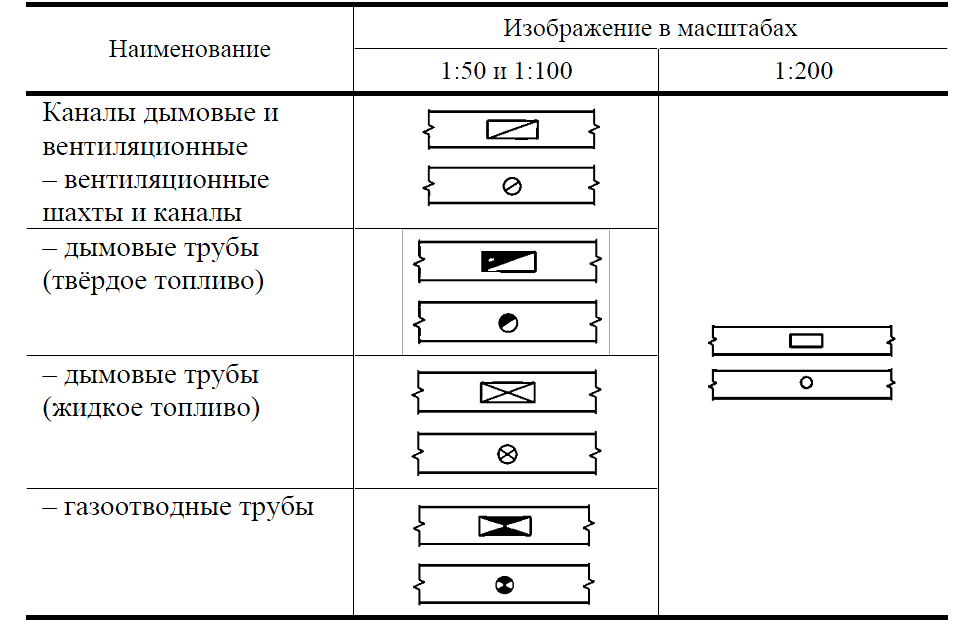 Наименование
Изображение в масштабах
1:50 и 1:100
1:200
Каналы дымовые и
вентиляционные
– вентиляционные
шахты и каналы
– дымовые трубы
(твёрдое топливо)
– дымовые трубы
(жидкое топливо)
– газоотводные трубы